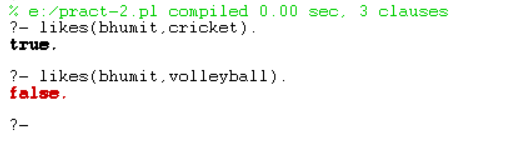 % e:/pract-2.pl compiled 0.00 sec, 3 clauses
?- likes(bhumit,cricket).
true.
?- likes(bhumit,volleyball).
false.
?-